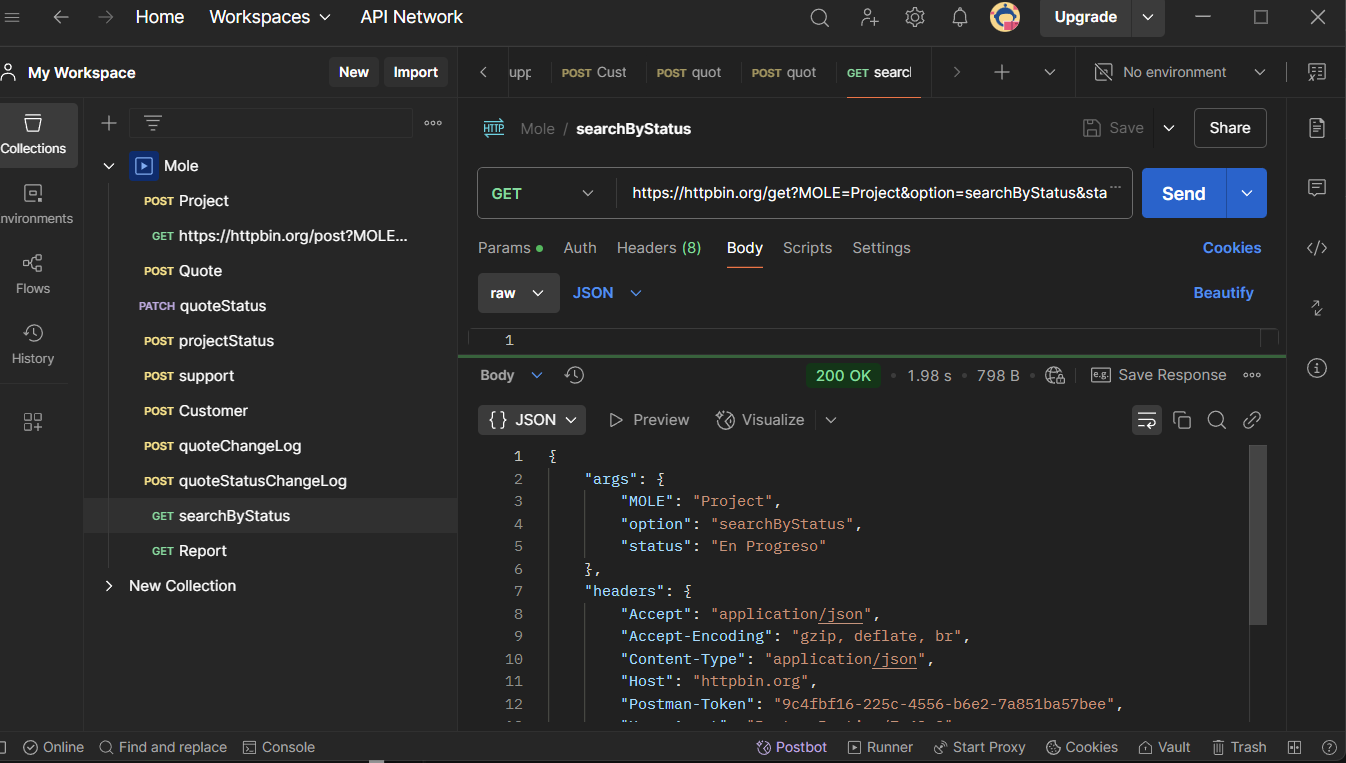 Home Workspaces API Network Upgrade
My Workspace New Import
upp POST Cust POST quot POST quot GET searc No environment
Collections
nvironments
Flows
History
Mole
POST Project
GET https://httpbin.org/post?MOLE...
POST Quote
PATCH quoteStatus
POST projectStatus
POST support
POST Customer
POST quoteChangeLog
POST quoteStatusChangeLog
GET searchByStatus
GET Report
New Collection
HTTP Mole / searchByStatus Save Share
GET https://httpbin.org/get?MOLE=Project&option=searchByStatus&sta ... Send
Params Auth Headers (8) Body Scripts Settings Cookies
raw JSON Beautify
1
Body 200 OK • 1.98 s • 798 B • e.g. Save Response
{} JSON Preview Visualize
1 {
2 "args": {
3 "MOLE": "Project",
4 "option": "searchByStatus",
5 "status": "En Progreso"
6 },
7 "headers": {
8 "Accept": "application/json",
9 "Accept-Encoding": "gzip, deflate, br",
10 "Content-Type": "application/json",
11 "Host": "httpbin.org",
12 "Postman-Token": "9c4fbf16-225c-4556-b6e2-7a851ba57bee",
Online Find and replace Console Postbot Runner Start Proxy Cookies Vault Trash